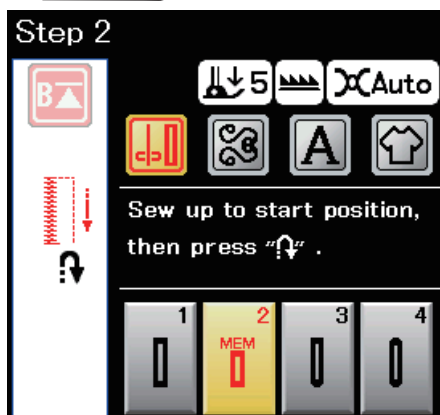 Step 2
B
5
Auto
A
Sew up to start position,
then press "  " .
1
2
3
4
MEM